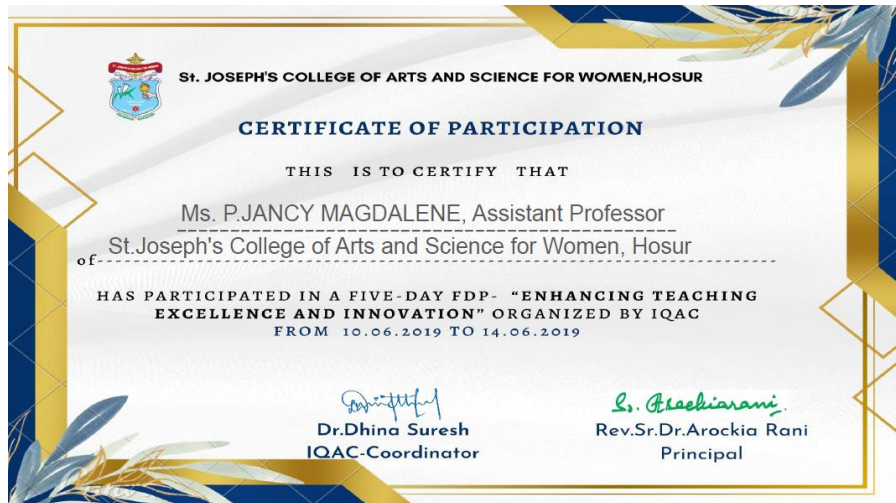 St. JOSEPH'S COLLEGE OF ARTS AND SCIENCE FOR WOMEN,HOSUR
CERTIFICATE OF PARTICIPATION
THIS IS TO CERTIFY THAT
Ms. P.JANCY MAGDALENE, Assistant Professor
of St.Joseph's College of Arts and Science for Women, Hosur
HAS PARTICIPATED IN A FIVE-DAY FDP- “ENHANCING TEACHING
EXCELLENCE AND INNOVATION” ORGANIZED BY IQAC
FROM 10.06.2019 TO 14.06.2019
Dr.Dhina Suresh
IQAC-Coordinator
Rev.Sr.Dr.Arockia Rani
Principal